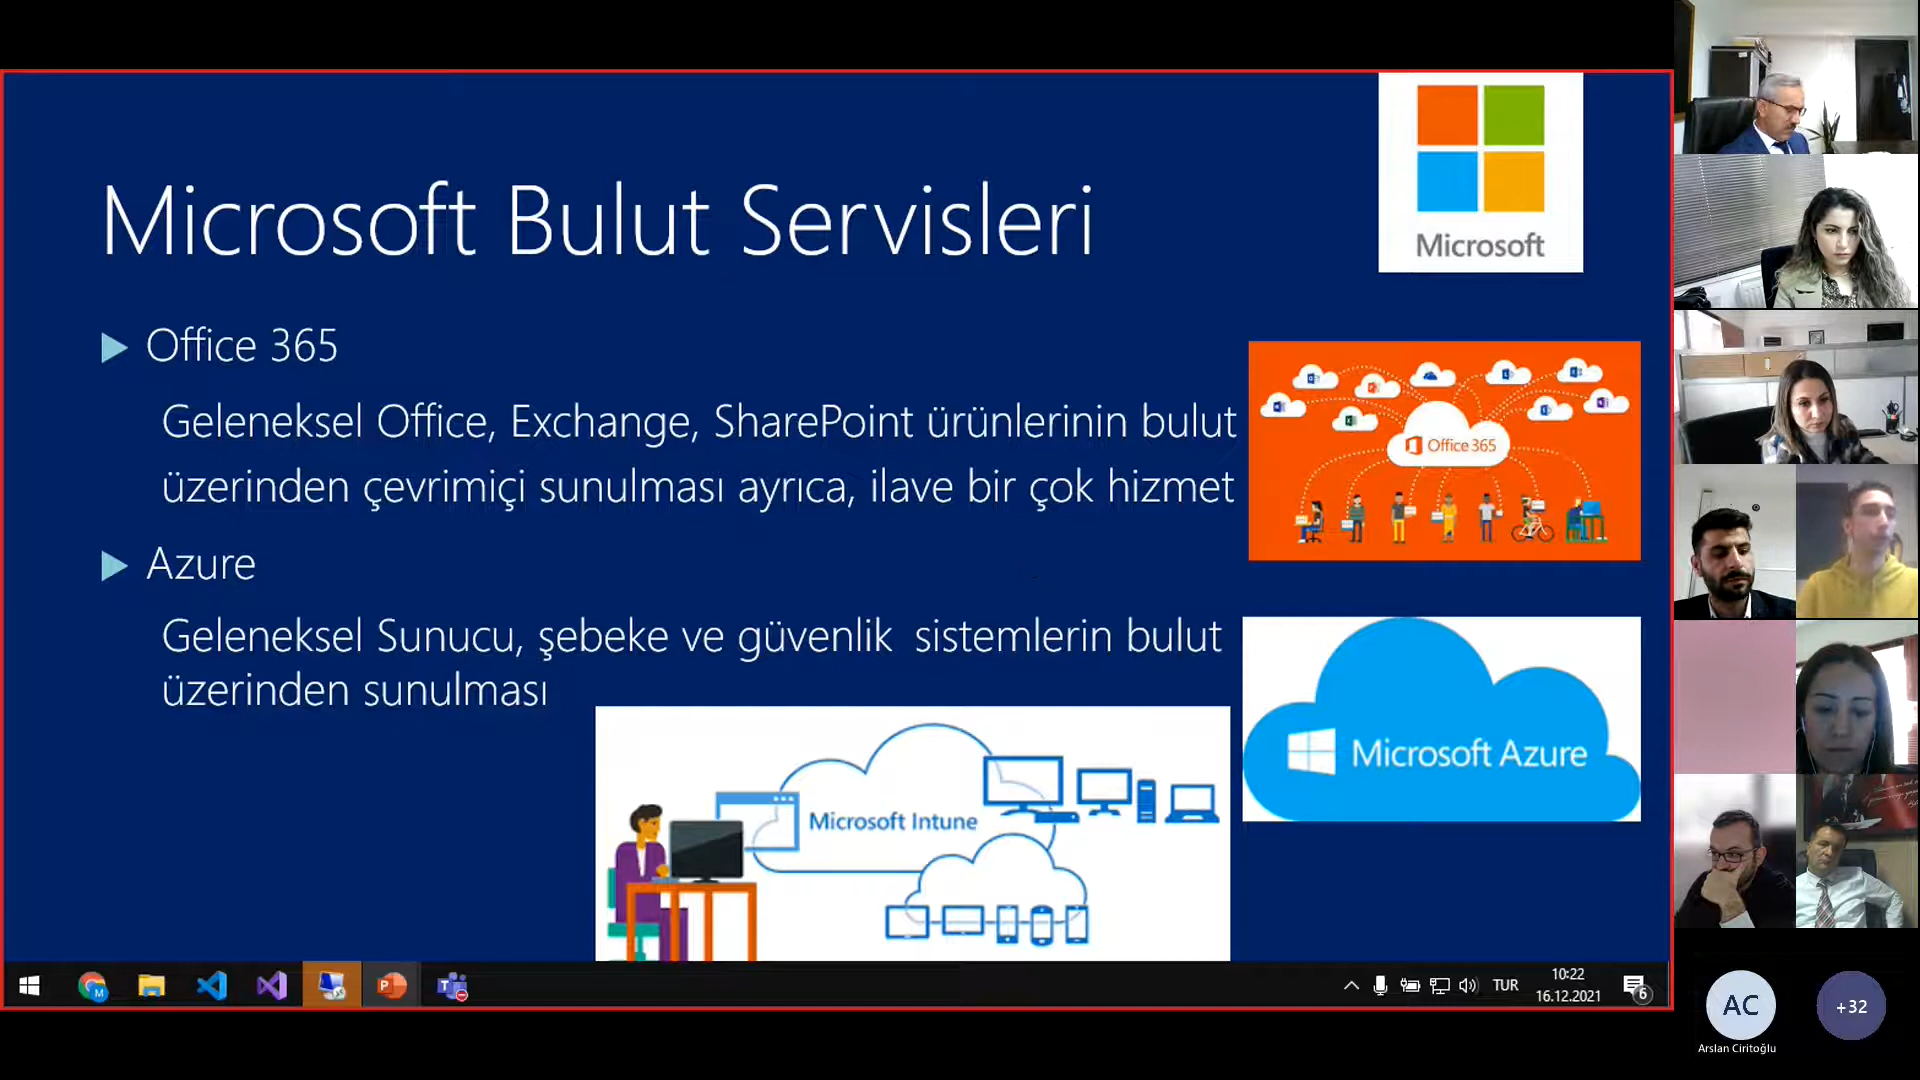 Microsoft Bulut Servisleri
Microsoft
Office 365
Geleneksel Office, Exchange, SharePoint ürünlerinin bulut
üzerinden çevrimiçi sunulması ayrıca, ilave bir çok hizmet
Office 365
Azure
Geleneksel Sunucu, şebeke ve güvenlik sistemlerin bulut
üzerinden sunulması
Microsoft Azure
Microsoft Intune
TUR
10:22
16.12.2021
6
AC
+32
Arslan Ciritoğlu